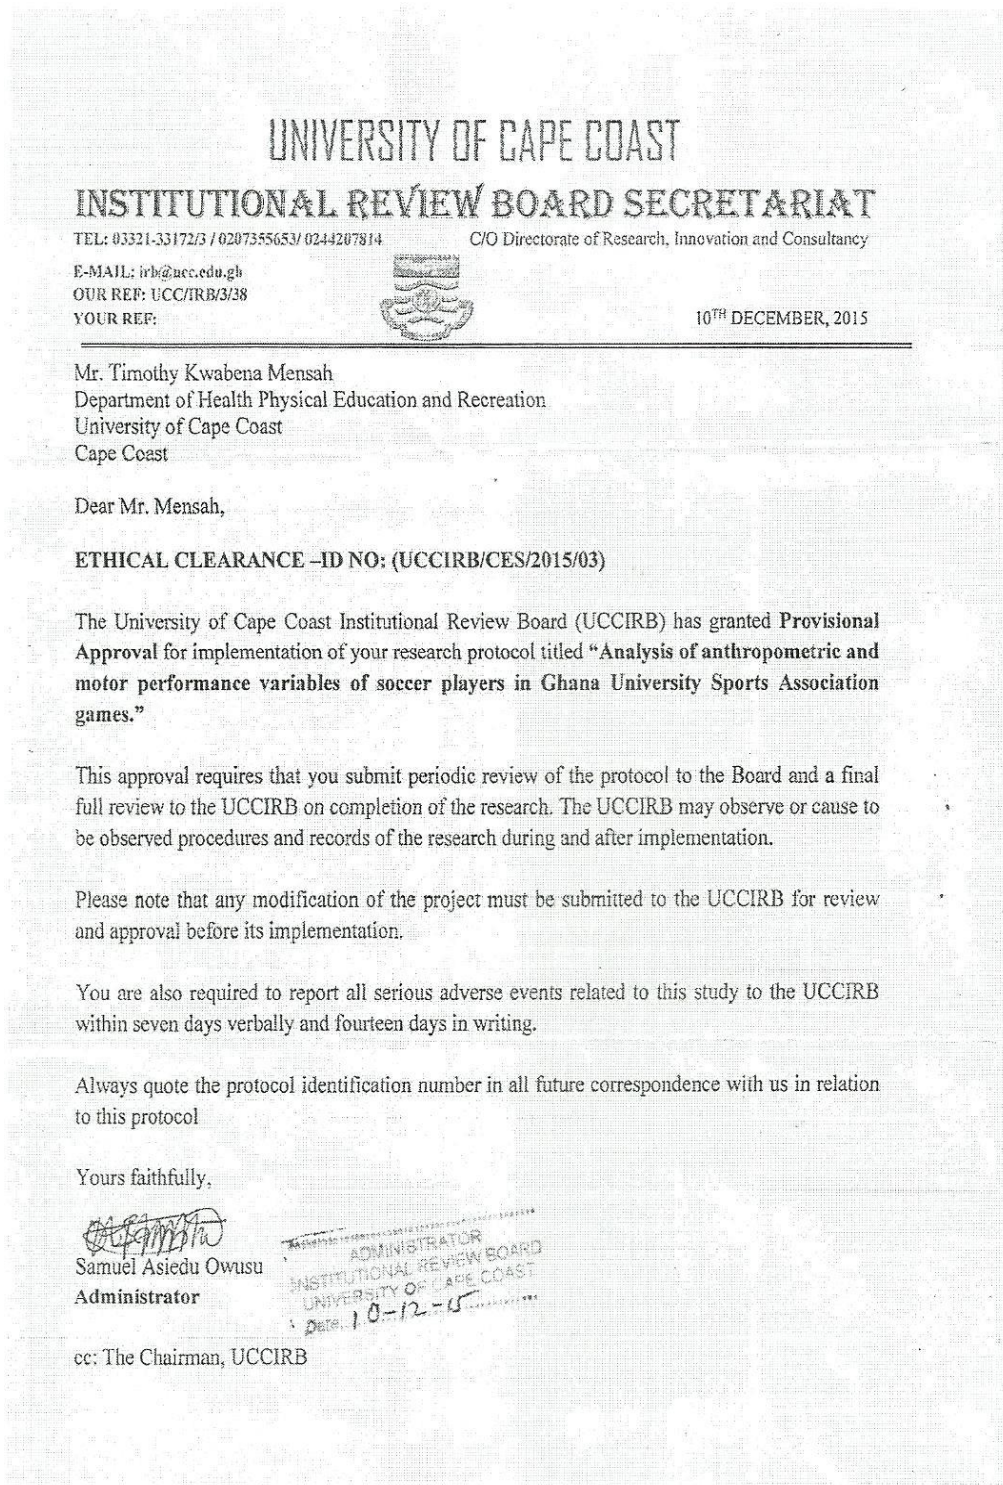 UNIVERSITY OF CAPE COAST
INSTITUTIONAL REVIEW BOARD SECRETARIAT
TEL: 03321-33172/3 / 0207355653/ 0244207814 C/O Directorate of Research, Innovation and Consultancy
E-MAIL: irb@ucc.edu.gh
OUR REF: UCC/IRB/3/38
YOUR REF: 10TH DECEMBER, 2015
Mr. Timothy Kwabena Mensah
Department of Health Physical Education and Recreation
University of Cape Coast
Cape Coast
Dear Mr. Mensah,
ETHICAL CLEARANCE –ID NO: (UCCIRB/CES/2015/03)
The University of Cape Coast Institutional Review Board (UCCIRB) has granted Provisional
Approval for implementation of your research protocol titled “Analysis of anthropometric and
motor performance variables of soccer players in Ghana University Sports Association
games.”
This approval requires that you submit periodic review of the protocol to the Board and a final
full review to the UCCIRB on completion of the research. The UCCIRB may observe or cause to
be observed procedures and records of the research during and after implementation.
Please note that any modification of the project must be submitted to the UCCIRB for review
and approval before its implementation.
You are also required to report all serious adverse events related to this study to the UCCIRB
within seven days verbally and fourteen days in writing.
Always quote the protocol identification number in all future correspondence with us in relation
to this protocol
Yours faithfully,
Samuel Asiedu Owusu
Administrator
ADMINISTRATOR
INSTITUTIONAL REVIEW BOARD
UNIVERSITY OF CAPE COAST
Date. 10-12-15
cc: The Chairman, UCCIRB